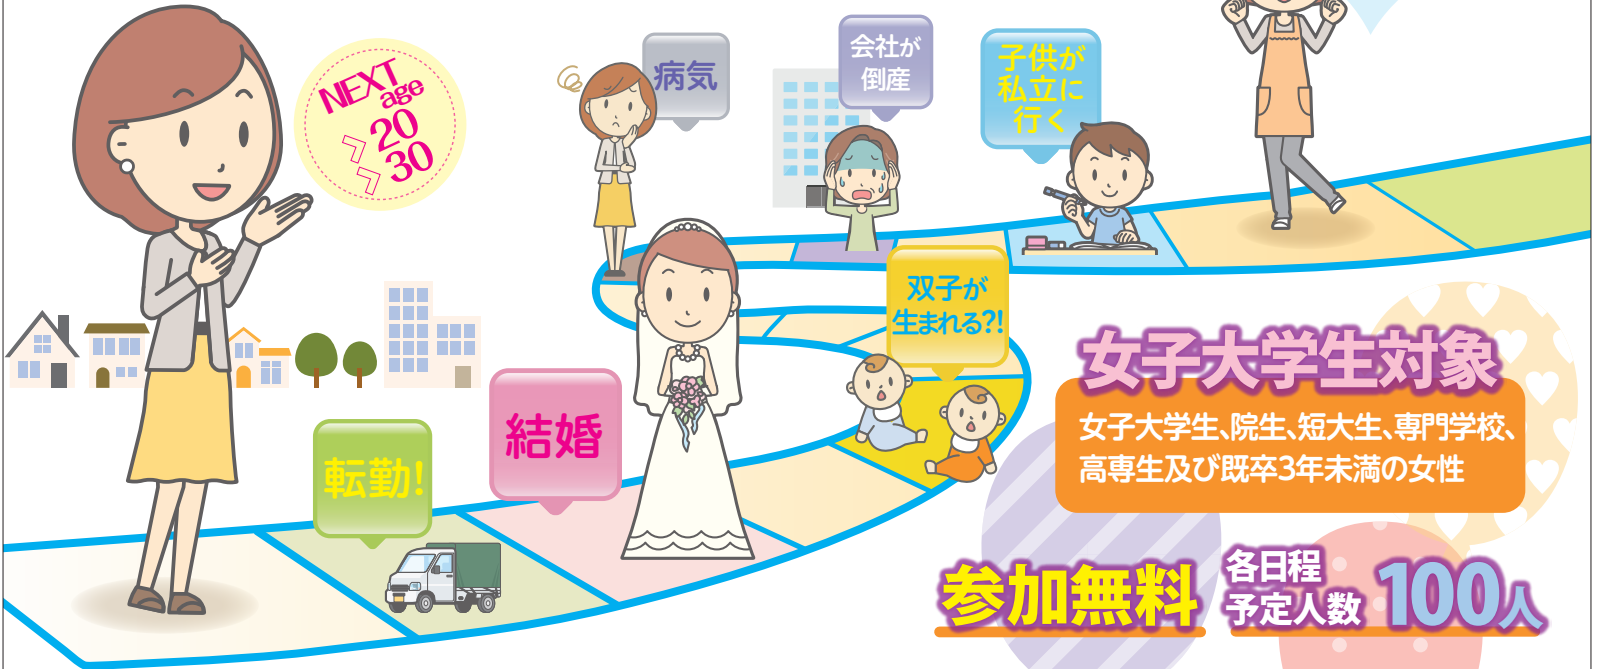 NEXT
age
20
30
病気
会社が
倒産
子供が
私立に
行く
双子が
生まれる?!
結婚
転勤!
女子大学生対象
女子大学生、院生、短大生、専門学校、
高専生及び既卒3年未満の女性
参加無料
各日程
予定人数
100人